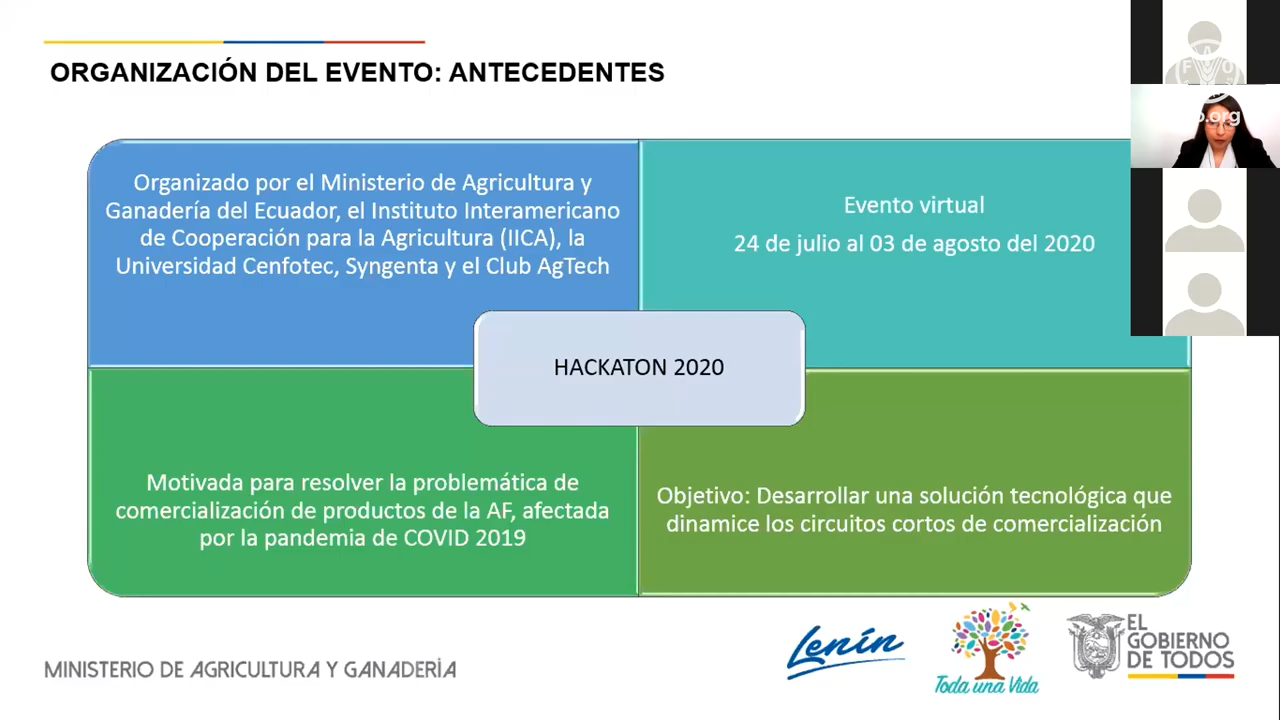 ORGANIZACIÓN DEL EVENTO: ANTECEDENTES
Organizado por el Ministerio de Agricultura y
Ganadería del Ecuador, el Instituto Interamericano
de Cooperación para la Agricultura (IICA), la
Universidad Cenfotec, Syngenta y el Club AgTech
Evento virtual
24 de julio al 03 de agosto del 2020
HACKATON 2020
Motivada para resolver la problemática de
comercialización de productos de la AF, afectada
por la pandemia de COVID 2019
Objetivo: Desarrollar una solución tecnológica que
dinamice los circuitos cortos de comercialización
MINISTERIO DE AGRICULTURA Y GANADERÍA
Lenín
Toda una Vida
EL
GOBIERNO
DE TODOS